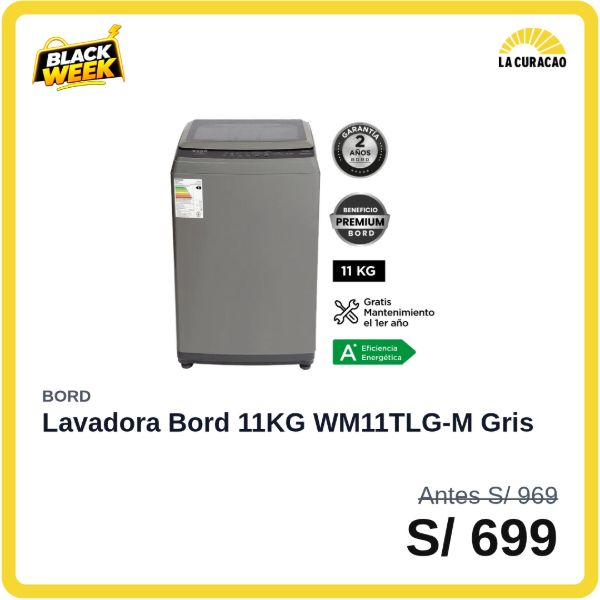 BLACK
WEEK
LA CURACAO
GARANTÍA
2
AÑOS
BORD
BENEFICIO
PREMIUM
BORD
11 KG
Gratis
Mantenimiento
el 1er año
A
Eficiencia
Energética
BORD
Lavadora Bord 11KG WM11TLG-M Gris
Antes S/ 969
S/ 699